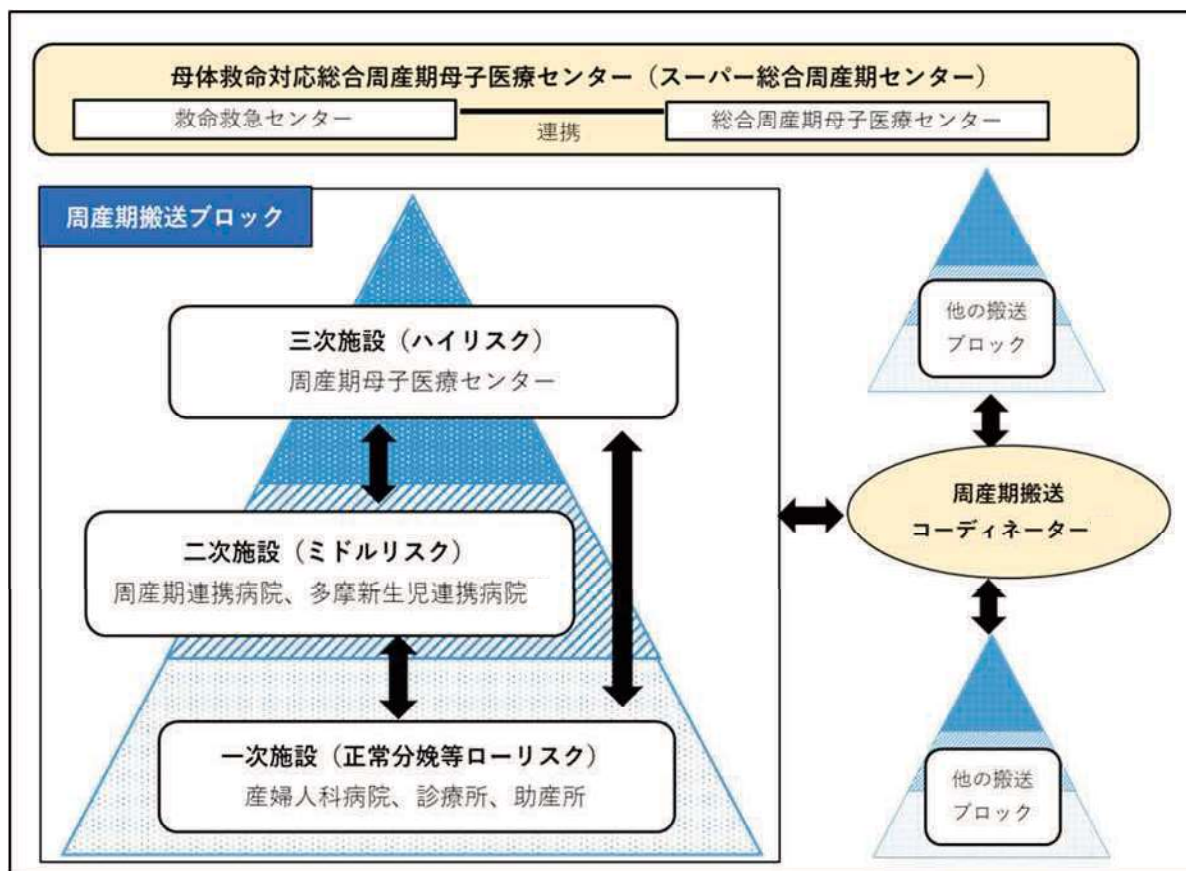 母体救命対応総合周産期母子医療センター（スーパー総合周産期センター）
救命救急センター
連携
総合周産期母子医療センター
周産期搬送ブロック
三次施設（ハイリスク）
周産期母子医療センター
二次施設（ミドルリスク）
周産期連携病院、多摩新生児連携病院
一次施設（正常分娩等ローリスク）
産婦人科病院、診療所、助産所
他の搬送
ブロック
周産期搬送
コーディネーター
他の搬送
ブロック